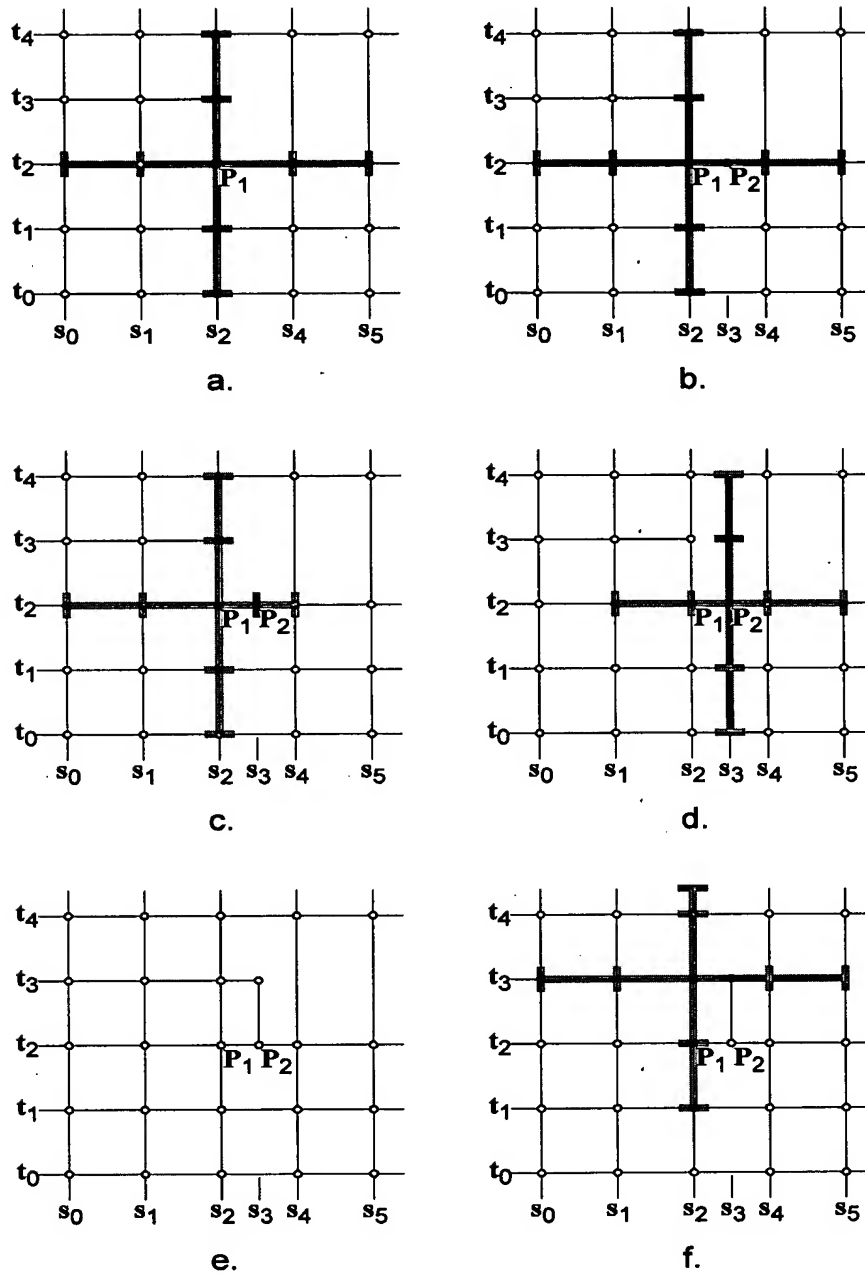 t4 t4
t3 t3
t2 P1 t2 P1 P2
t1 t1
t0 t0
s0 s1 s2 s4 s5 s0 s1 s2 s3 s4 s5
a. b.
t4 t4
t3 t3
t2 P1 P2 t2 P1 P2
t1 t1
t0 t0
s0 s1 s2 s3 s4 s5 s0 s1 s2 s3 s4 s5
c. d.
t4 t4
t3 t3
t2 P1 P2 t2 P1 P2
t1 t1
t0 t0
s0 s1 s2 s3 s4 s5 s0 s1 s2 s3 s4 s5
e. f.